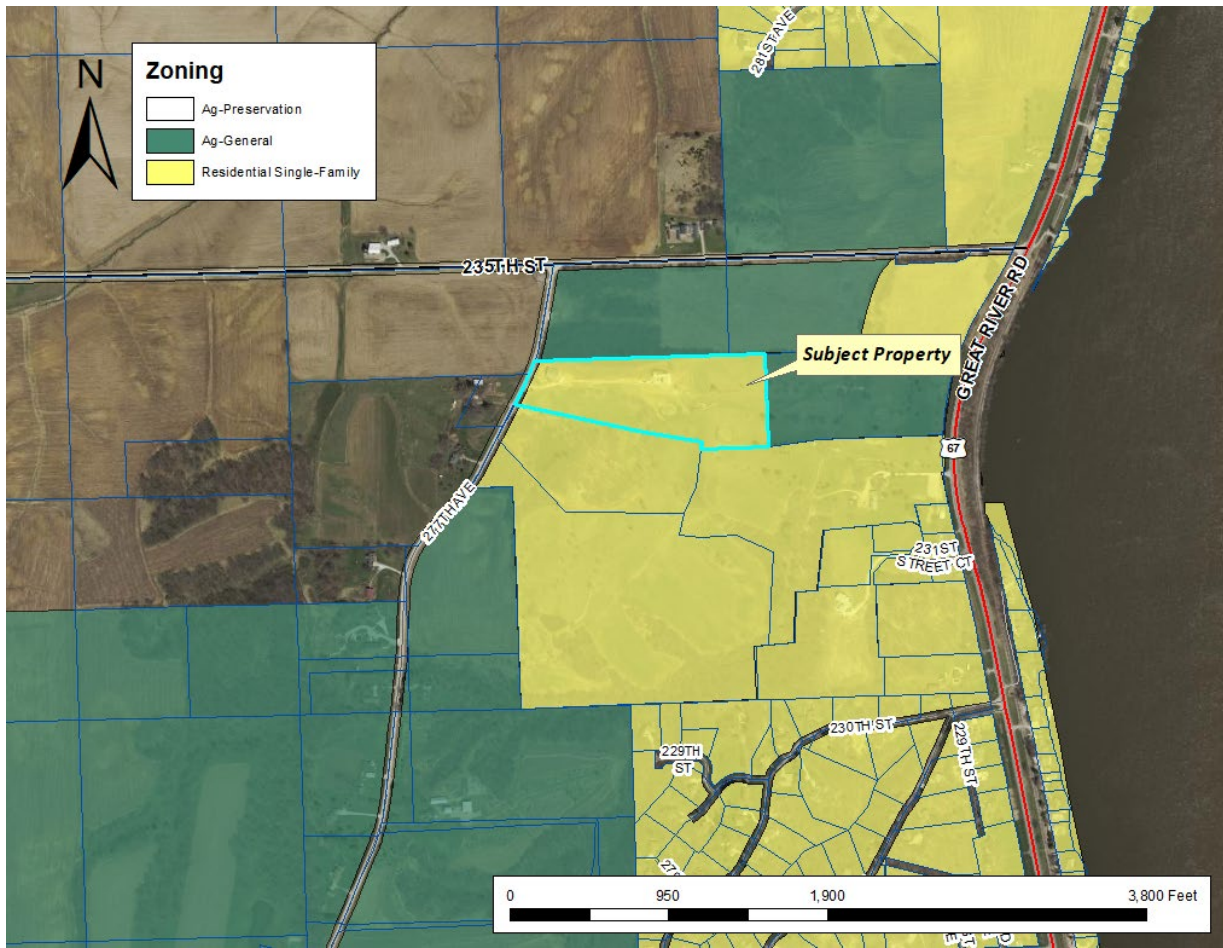 281ST AVE
N
Zoning
Ag-Preservation
Ag-General
Residential Single-Family
235TH ST
GREAT RIVER RD
Subject Property
67
277TH AVE
231ST
STREET CT
230TH ST
229TH
ST
229TH ST
0 950 1,900 3,800 Feet